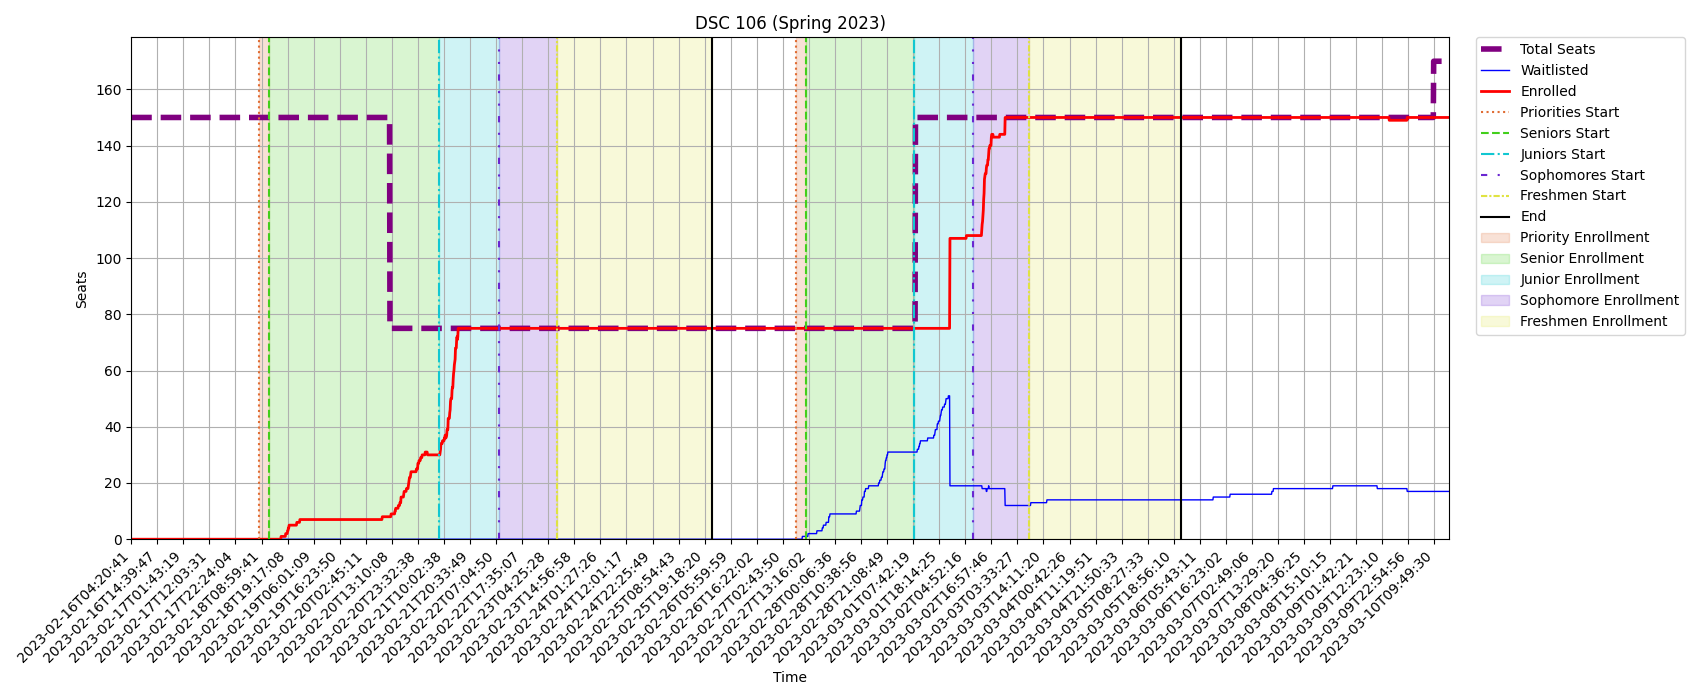 DSC 106 (Spring 2023)
Seats
160
140
120
100
80
60
40
20
0
2023-02-16T04:20:41
2023-02-16T14:39:47
2023-02-17T01:43:19
2023-02-17T12:03:31
2023-02-17T22:24:04
2023-02-18T08:59:41
2023-02-18T19:17:08
2023-02-19T06:01:09
2023-02-19T16:23:50
2023-02-20T02:45:11
2023-02-20T13:10:08
2023-02-20T23:32:38
2023-02-21T10:02:38
2023-02-21T20:33:49
2023-02-22T07:04:50
2023-02-22T17:35:07
2023-02-23T04:25:28
2023-02-23T14:56:58
2023-02-24T01:27:26
2023-02-24T12:01:17
2023-02-24T22:25:49
2023-02-25T08:54:43
2023-02-25T19:18:20
2023-02-26T05:59:59
2023-02-26T16:22:02
2023-02-27T02:43:50
2023-02-27T13:16:02
2023-02-28T00:06:38
2023-02-28T10:38:56
2023-02-28T21:08:49
2023-03-01T07:42:19
2023-03-01T18:14:25
2023-03-02T04:52:16
2023-03-02T16:57:46
2023-03-03T03:33:27
2023-03-03T14:11:20
2023-03-04T00:42:26
2023-03-04T11:19:51
2023-03-04T21:50:33
2023-03-05T08:27:33
2023-03-05T18:56:10
2023-03-06T05:43:11
2023-03-06T16:23:02
2023-03-07T02:49:06
2023-03-07T13:29:20
2023-03-08T04:36:25
2023-03-08T15:10:15
2023-03-09T01:42:21
2023-03-09T12:23:10
2023-03-09T22:54:56
2023-03-10T09:49:30
Time
Total Seats
Waitlisted
Enrolled
Priorities Start
Seniors Start
Juniors Start
Sophomores Start
Freshmen Start
End
Priority Enrollment
Senior Enrollment
Junior Enrollment
Sophomore Enrollment
Freshmen Enrollment